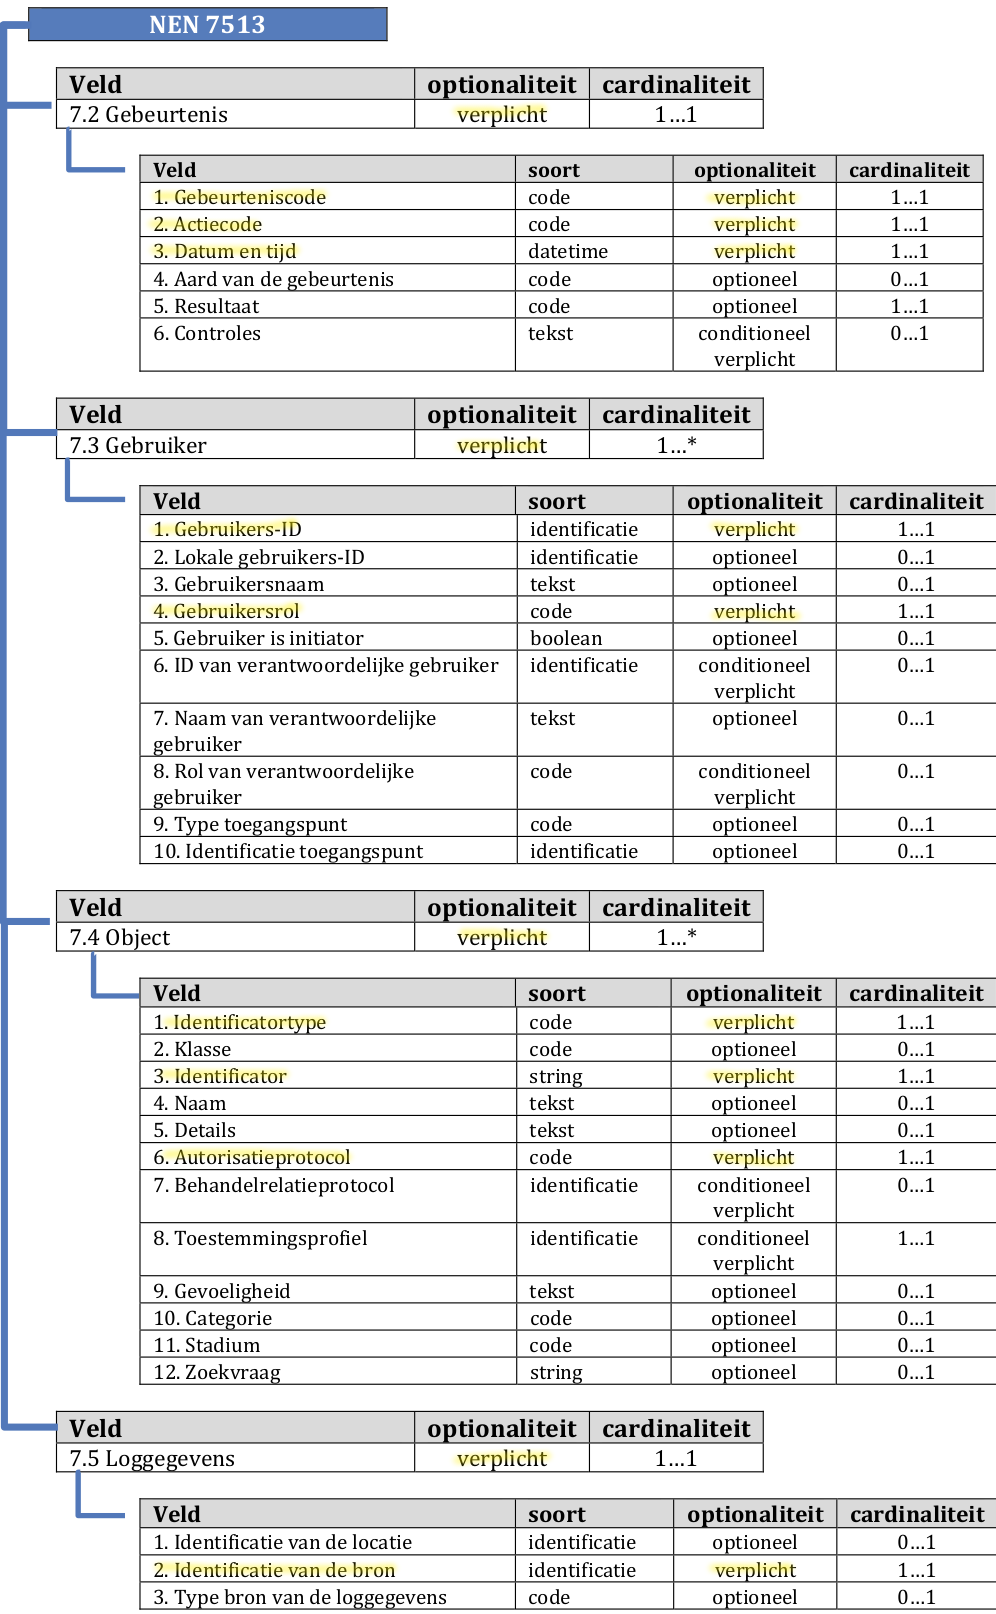 NEN 7513
Veld optionaliteit cardinaliteit
7.2 Gebeurtenis verplicht 1…1
Veld soort optionaliteit cardinaliteit
1. Gebeurteniscode code verplicht 1…1
2. Actiecode code verplicht 1…1
3. Datum en tijd datetime verplicht 1…1
4. Aard van de gebeurtenis code optioneel 0…1
5. Resultaat code optioneel 1…1
6. Controles tekst conditioneel 0…1
verplicht
Veld optionaliteit cardinaliteit
7.3 Gebruiker verplicht 1…*
Veld soort optionaliteit cardinaliteit
1. Gebruikers-ID identificatie verplicht 1…1
2. Lokale gebruikers-ID identificatie optioneel 0…1
3. Gebruikersnaam tekst optioneel 0…1
4. Gebruikersrol code verplicht 1…1
5. Gebruiker is initiator boolean optioneel 0…1
6. ID van verantwoordelijke gebruiker identificatie conditioneel 0…1
verplicht
7. Naam van verantwoordelijke tekst optioneel 0…1
gebruiker
8. Rol van verantwoordelijke code conditioneel 0…1
gebruiker verplicht
9. Type toegangspunt code optioneel 0…1
10. Identificatie toegangspunt identificatie optioneel 0…1
Veld optionaliteit cardinaliteit
7.4 Object verplicht 1…*
Veld soort optionaliteit cardinaliteit
1. Identificatortype code verplicht 1…1
2. Klasse code optioneel 0…1
3. Identificator string verplicht 1…1
4. Naam tekst optioneel 0…1
5. Details tekst optioneel 0…1
6. Autorisatieprotocol code verplicht 1…1
7. Behandelrelatieprotocol identificatie conditioneel 0…1
verplicht
8. Toestemmingsprofiel identificatie conditioneel 1…1
verplicht
9. Gevoeligheid tekst optioneel 0…1
10. Categorie code optioneel 0…1
11. Stadium code optioneel 0…1
12. Zoekvraag string optioneel 0…1
Veld optionaliteit cardinaliteit
7.5 Loggegevens verplicht 1…1
Veld soort optionaliteit cardinaliteit
1. Identificatie van de locatie identificatie optioneel 0…1
2. Identificatie van de bron identificatie verplicht 1…1
3. Type bron van de loggegevens code optioneel 0…1